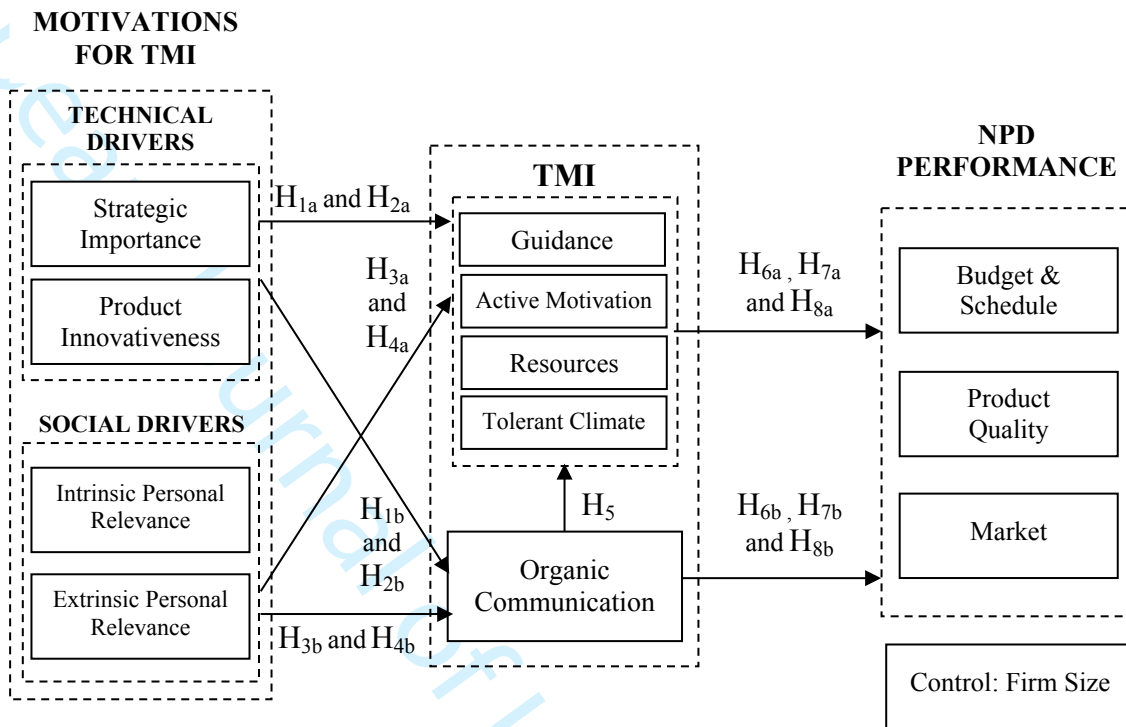 MOTIVATIONS
FOR TMI
TECHNICAL
DRIVERS
Strategic
Importance
Product
Innovativeness
SOCIAL DRIVERS
Intrinsic Personal
Relevance
Extrinsic Personal
Relevance
H1a and H2a
H3a
and
H4a
H1b
and
H2b
H3b and H4b
TMI
Guidance
Active Motivation
Resources
Tolerant Climate
H5
Organic
Communication
H6a , H7a
and H8a
H6b , H7b
and H8b
NPD
PERFORMANCE
Budget &
Schedule
Product
Quality
Market
Control: Firm Size
urnal of